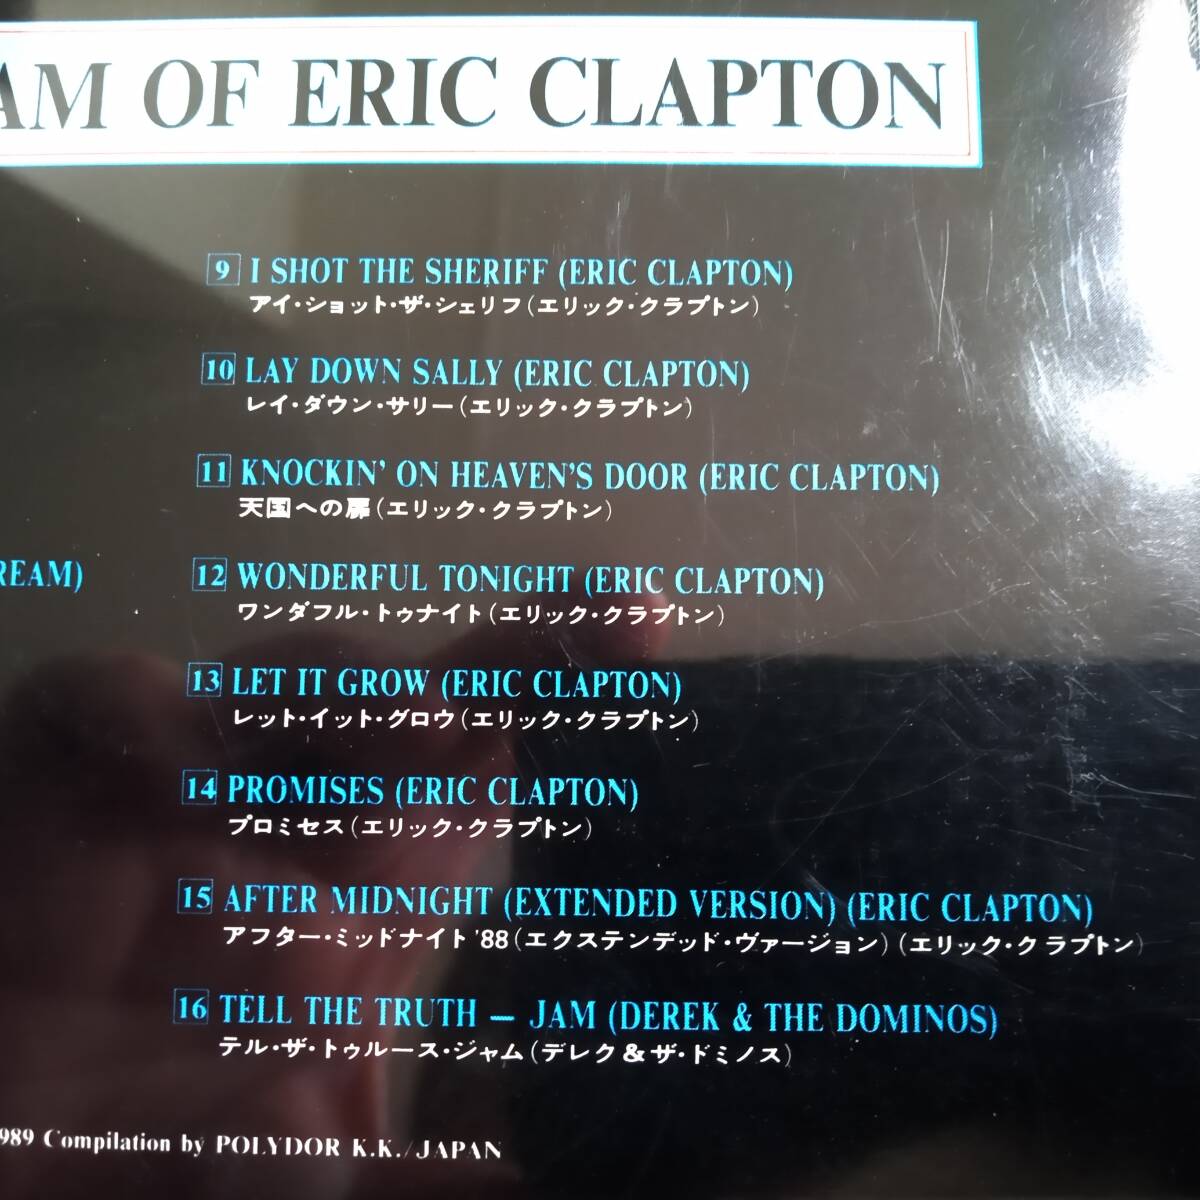 AM OF ERIC CLAPTON
9 I SHOT THE SHERIFF (ERIC CLAPTON)
アイ・ショット・ザ・シェリフ(エリック・クラプトン)
10 LAY DOWN SALLY (ERIC CLAPTON)
レイ・ダウン・サリー(エリック・クラプトン)
11 KNOCKIN' ON HEAVEN'S DOOR (ERIC CLAPTON)
天国への扉(エリック・クラプトン)
REAM)
12 WONDERFUL TONIGHT (ERIC CLAPTON)
ワンダフル・トゥナイト(エリック・クラプトン)
13 LET IT GROW (ERIC CLAPTON)
レット・イット・グロウ(エリック・クラプトン)
14 PROMISES (ERIC CLAPTON)
プロミセス(エリック・クラプトン)
15 AFTER MIDNIGHT (EXTENDED VERSION) (ERIC CLAPTON)
アフター・ミッドナイト'88(エクステンデッド・ヴァージョン)(エリック・クラプトン)
16 TELL THE TRUTH – JAM (DEREK & THE DOMINOS)
テル・ザ・トゥルース・ジャム(デレク&ザ・ドミノス)
989 Compilation by POLYDOR K.K./JAPAN